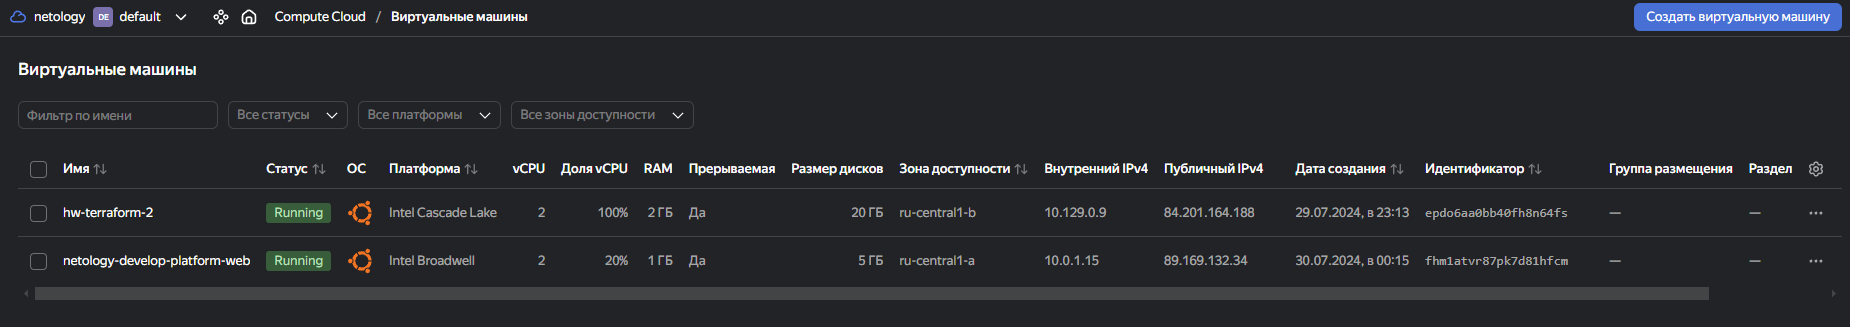 netology DE default Compute Cloud / Виртуальные машины Создать виртуальную машину
Виртуальные машины
Фильтр по имени Все статусы Все платформы Все зоны доступности
Имя Статус ОС Платформа vCPU Доля vCPU RAM Прерываемая Размер дисков Зона доступности Внутренний IPv4 Публичный IPv4 Дата создания Идентификатор Группа размещения Раздел
hw-terraform-2 Running Intel Cascade Lake 2 100% 2 ГБ Да 20 ГБ ru-central1-b 10.129.0.9 84.201.164.188 29.07.2024, в 23:13 epdo6aa0bb40fh8n64fs — — ···
netology-develop-platform-web Running Intel Broadwell 2 20% 1 ГБ Да 5 ГБ ru-central1-a 10.0.1.15 89.169.132.34 30.07.2024, в 00:15 fhm1atvr87pk7d81hfcm — — ···